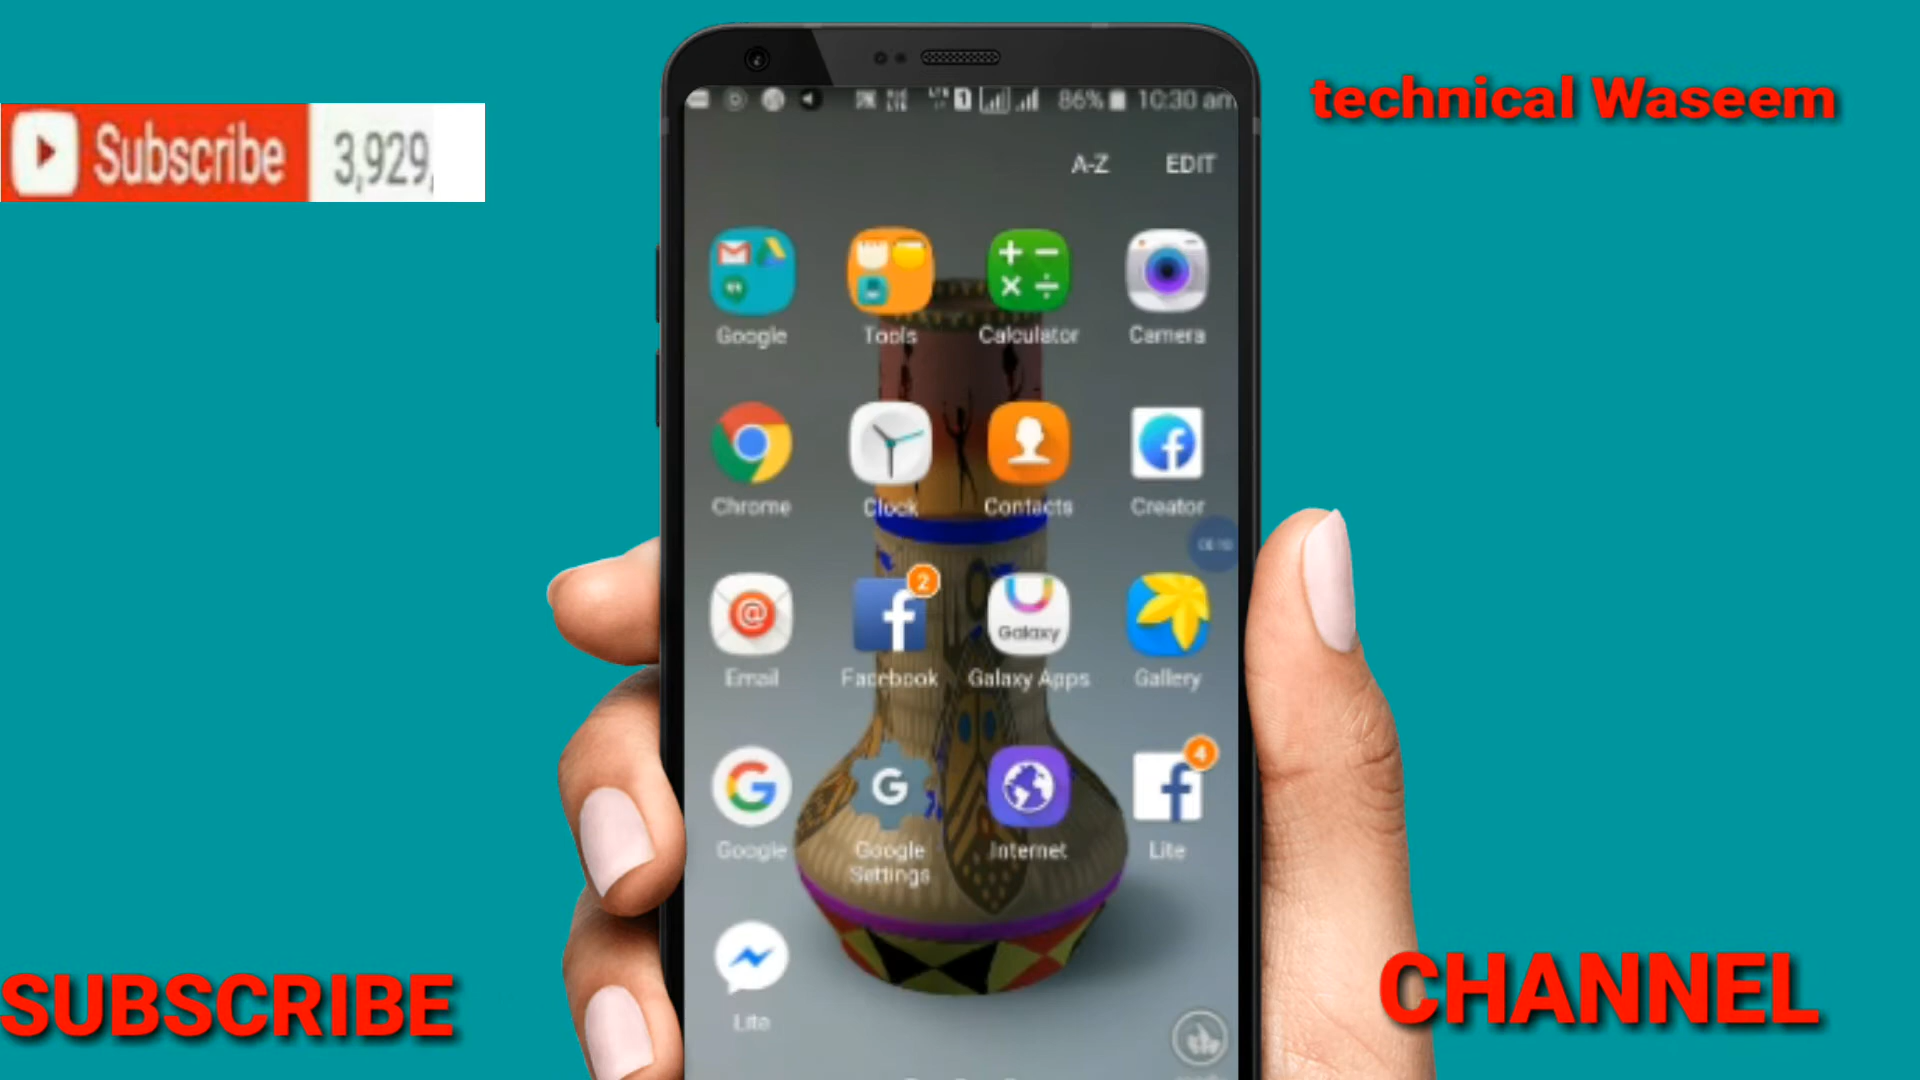 technical Waseem
Subscribe 3,929,
86% 10:30 am
A-Z EDIT
Google Tools Calculator Camera
Chrome Clock Contacts Creator
2
Galaxy
Email Facebook Galaxy Apps Gallery
4
Google Google Settings Internet Lite
Lite
SUBSCRIBE
CHANNEL